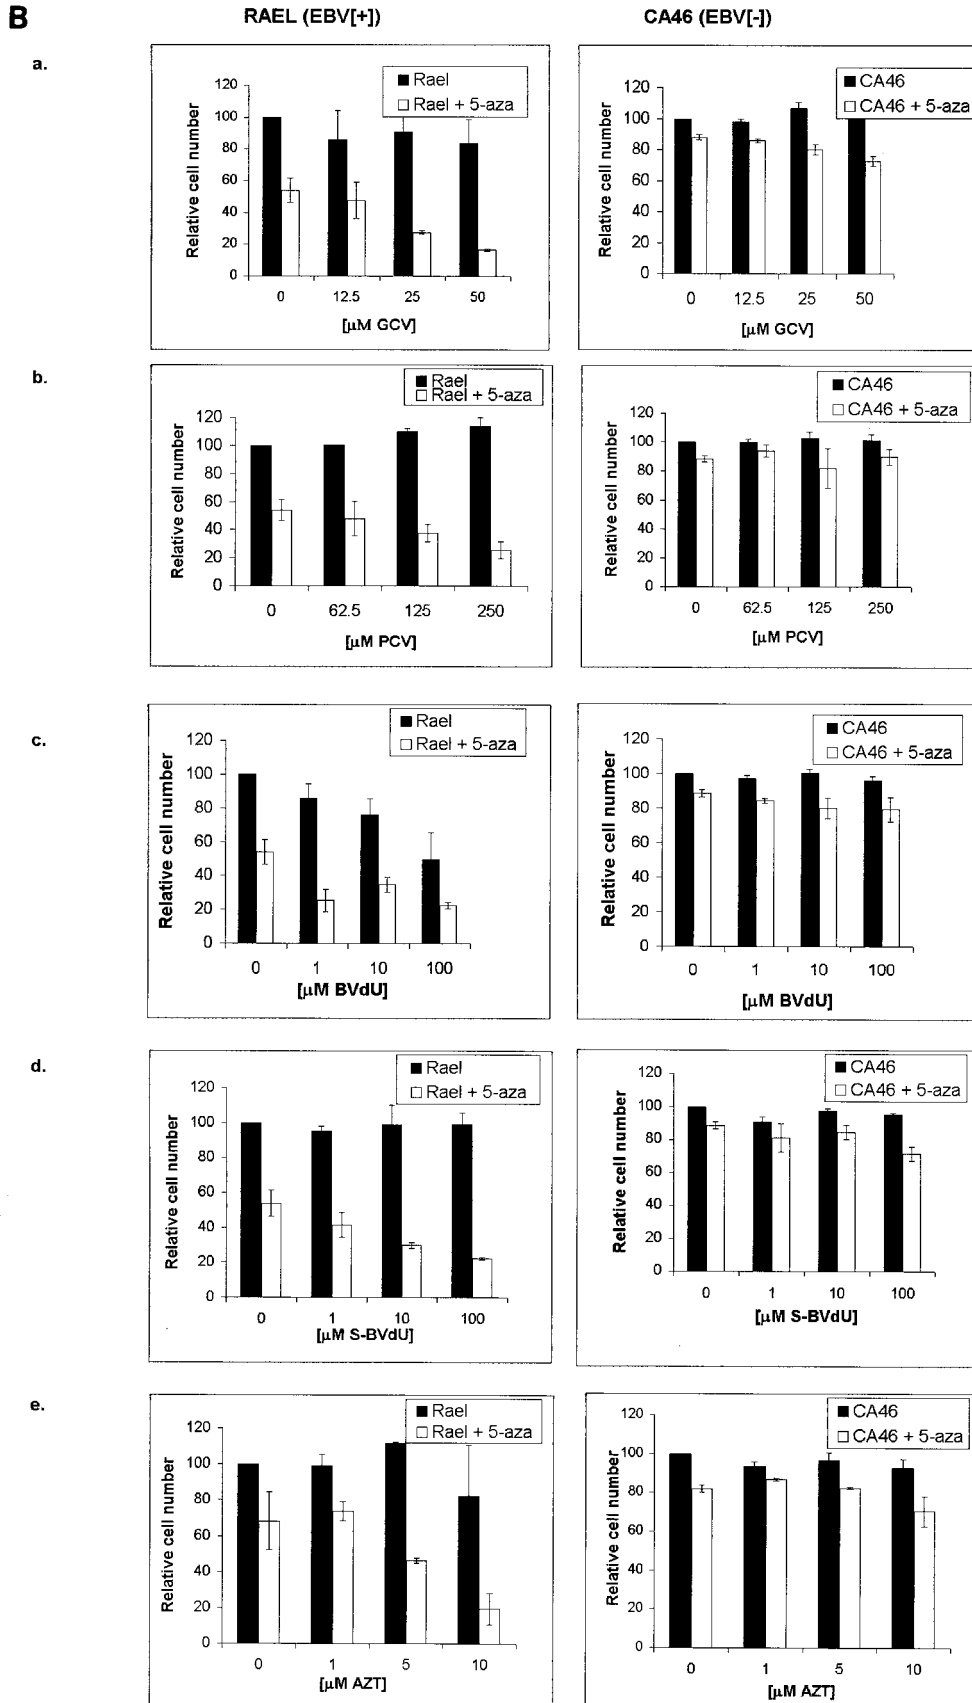 B
RAEL (EBV[+])
CA46 (EBV[-])
a.
Rael
Rael + 5-aza
Relative cell number
120
100
80
60
40
20
0
0 12.5 25 50
[µM GCV]
CA46
CA46 + 5-aza
Relative cell number
120
100
80
60
40
20
0
0 12.5 25 50
[µM GCV]
b.
Rael
Rael + 5-aza
Relative cell number
120
100
80
60
40
20
0
0 62.5 125 250
[µM PCV]
CA46
CA46 + 5-aza
Relative cell number
120
100
80
60
40
20
0
0 62.5 125 250
[µM PCV]
c.
Rael
Rael + 5-aza
Relative cell number
120
100
80
60
40
20
0
0 1 10 100
[µM BVdU]
CA46
CA46 + 5-aza
Relative cell number
120
100
80
60
40
20
0
0 1 10 100
[µM BVdU]
d.
Rael
Rael + 5-aza
Relative cell number
120
100
80
60
40
20
0
0 1 10 100
[µM S-BVdU]
CA46
CA46 + 5-aza
Relative cell number
120
100
80
60
40
20
0
0 1 10 100
[µM S-BVdU]
e.
Rael
Rael + 5-aza
Relative cell number
120
100
80
60
40
20
0
0 1 5 10
[µM AZT]
CA46
CA46 + 5-aza
Relative cell number
120
100
80
60
40
20
0
0 1 5 10
[µM AZT]